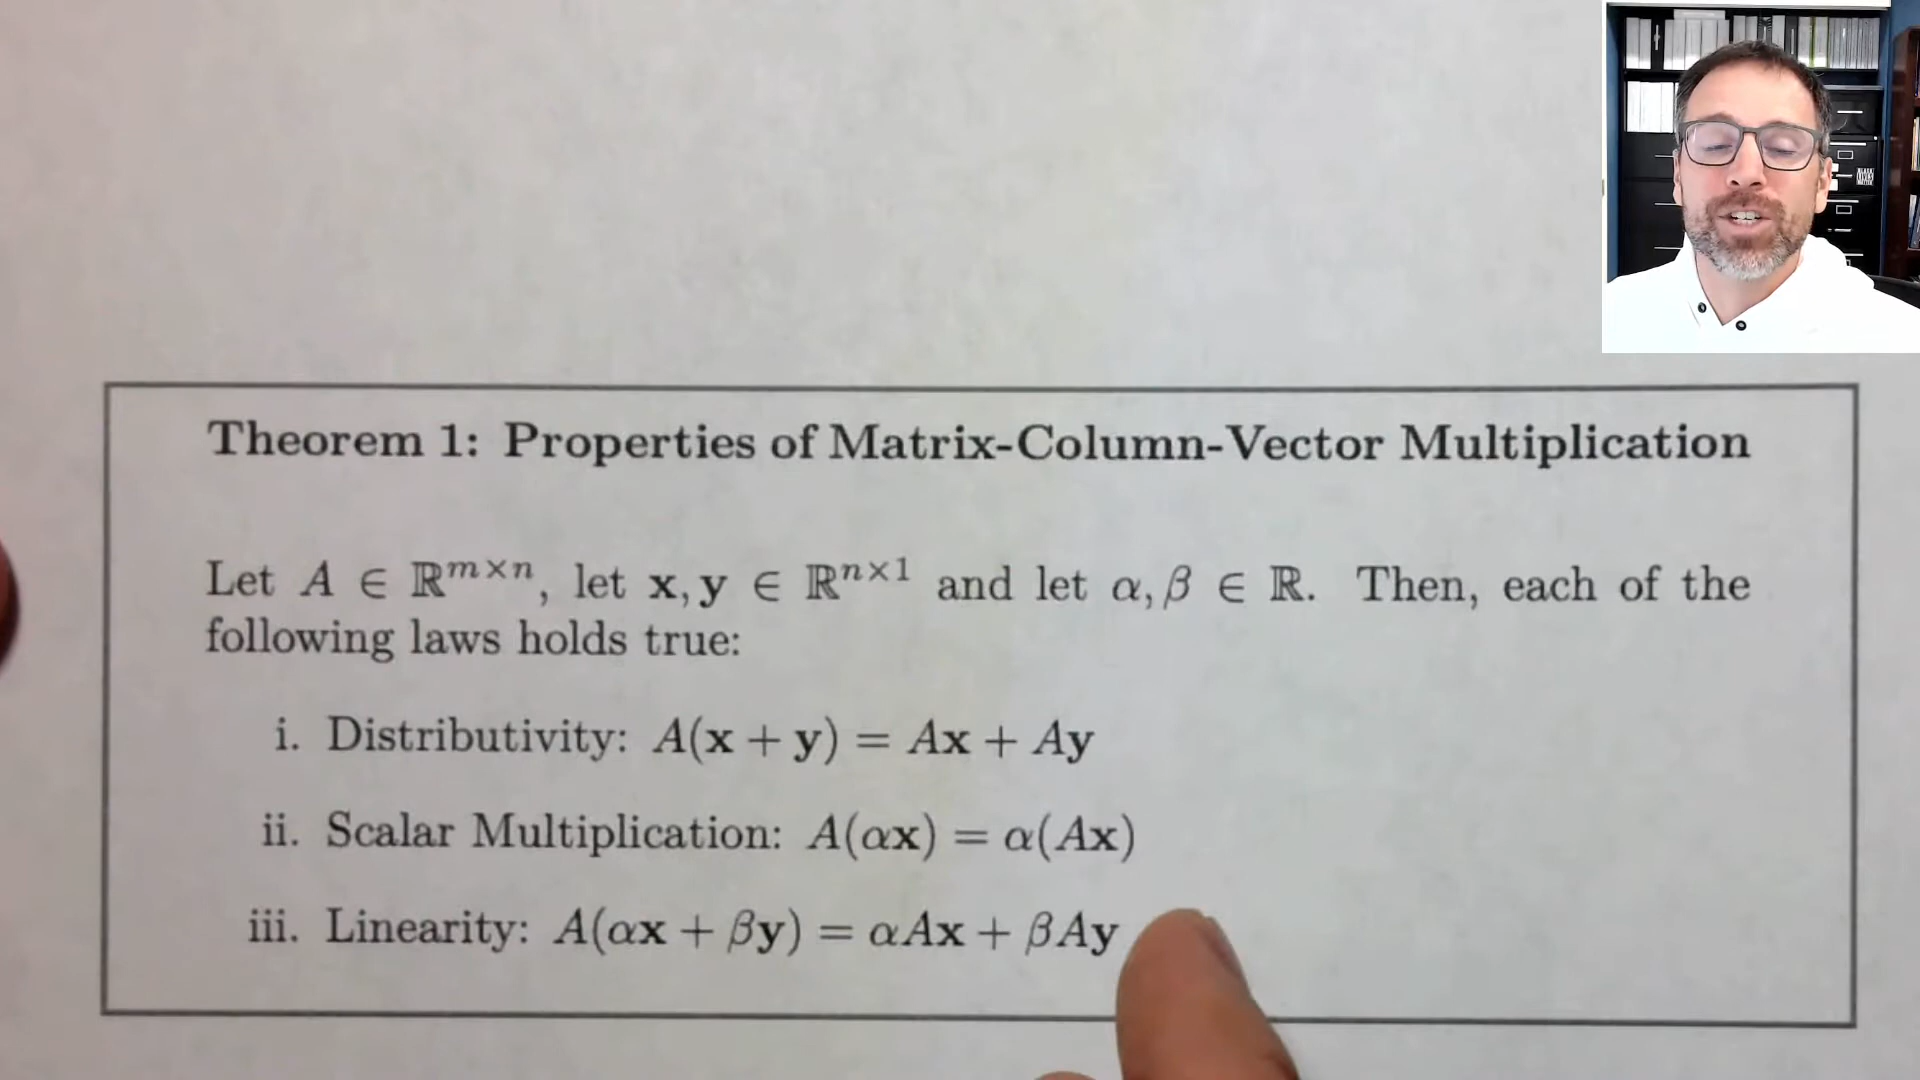 Theorem 1: Properties of Matrix-Column-Vector Multiplication
Let A ∈ ℝ^{m×n}, let x, y ∈ ℝ^{n×1} and let α, β ∈ ℝ. Then, each of the
following laws holds true:
i. Distributivity: A(x + y) = Ax + Ay
ii. Scalar Multiplication: A(αx) = α(Ax)
iii. Linearity: A(αx + βy) = αAx + βAy